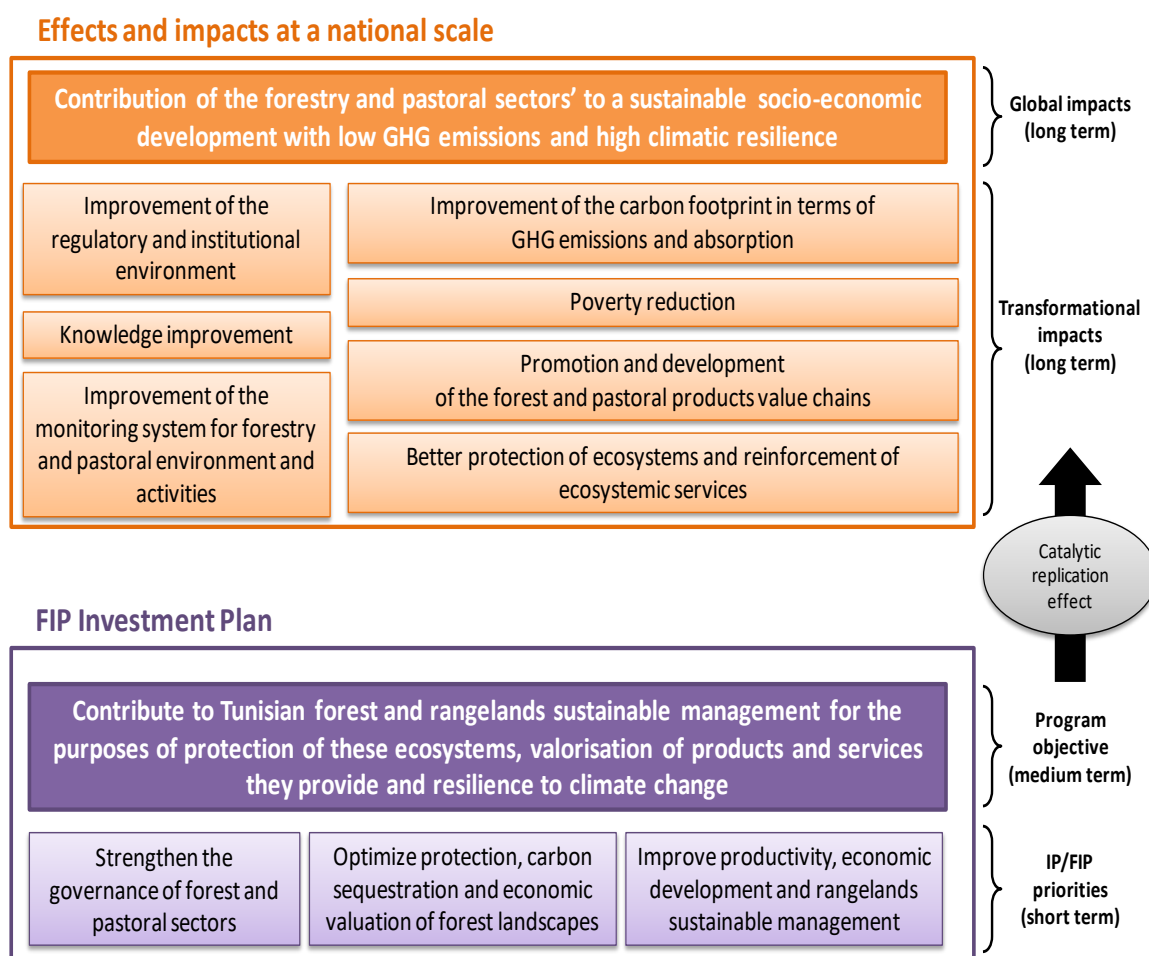 Effects and impacts at a national scale
Contribution of the forestry and pastoral sectors' to a sustainable socio-economic
development with low GHG emissions and high climatic resilience
Global impacts
(long term)
Improvement of the
regulatory and institutional
environment
Knowledge improvement
Improvement of the
monitoring system for forestry
and pastoral environment and
activities
Improvement of the carbon footprint in terms of
GHG emissions and absorption
Poverty reduction
Promotion and development
of the forest and pastoral products value chains
Better protection of ecosystems and reinforcement of
ecosystemic services
Transformational
impacts
(long term)
Catalytic
replication
effect
FIP Investment Plan
Contribute to Tunisian forest and rangelands sustainable management for the
purposes of protection of these ecosystems, valorisation of products and services
they provide and resilience to climate change
Program
objective
(medium term)
Strengthen the
governance of forest and
pastoral sectors
Optimize protection, carbon
sequestration and economic
valuation of forest landscapes
Improve productivity, economic
development and rangelands
sustainable management
IP/FIP
priorities
(short term)